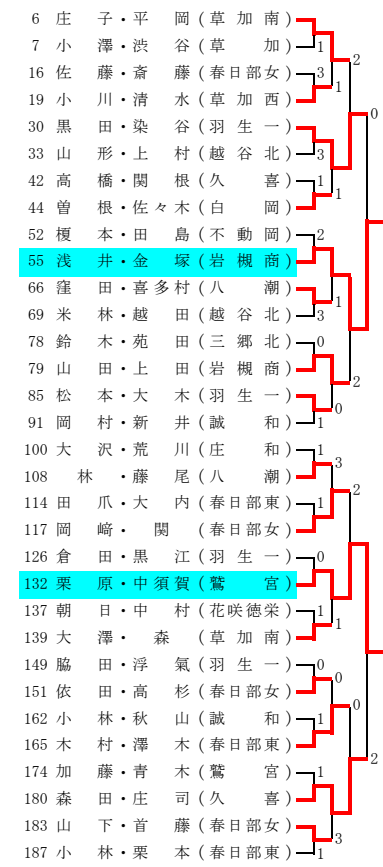 6 庄 子・平 岡 (草 加 南) 
7 小 澤・渋 谷 (草 加) 1
2
16 佐 藤・斎 藤 (春日部女) 3
1
19 小 川・清 水 (草 加 西)
0
30 黒 田・染 谷 (羽 生 一)
33 山 形・上 村 (越 谷 北) 3
42 高 橋・関 根 (久 喜) 1
1
44 曽 根・佐々木 (白 岡)
52 榎 本・田 島 (不 動 岡) 2
55 浅 井・金 塚 (岩 槻 商)
66 窪 田・喜多村 (八 潮)
1
69 米 林・越 田 (越 谷 北) 3
78 鈴 木・苑 田 (三 郷 北) 0
79 山 田・上 田 (岩 槻 商)
2
85 松 本・大 木 (羽 生 一)
0
91 岡 村・新 井 (誠 和) 1
100 大 沢・荒 川 (庄 和) 1
3
108 林 ・藤 尾 (八 潮)
2
114 田 爪・大 内 (春日部東) 1
117 岡 﨑・ 関 (春日部女)
126 倉 田・黒 江 (羽 生 一) 0
132 栗 原・中須賀 (鷲 宮)
137 朝 日・中 村 (花咲徳栄) 1
1
139 大 澤・ 森 (草 加 南)
149 脇 田・浮 氣 (羽 生 一) 0
0
151 依 田・高 杉 (春日部女)
0
162 小 林・秋 山 (誠 和) 1
165 木 村・澤 木 (春日部東)
2
174 加 藤・青 木 (鷲 宮) 1
180 森 田・庄 司 (久 喜)
183 山 下・首 藤 (春日部女)
3
187 小 林・栗 本 (春日部東) 1